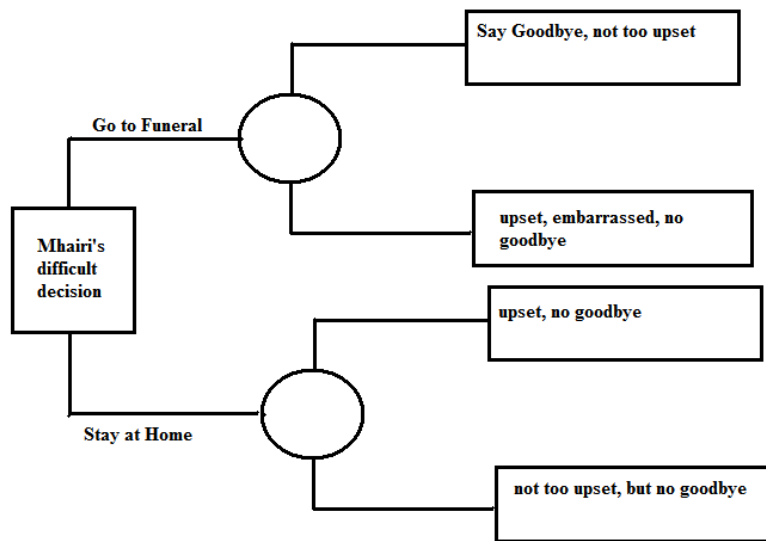 Say Goodbye, not too upset
Go to Funeral
Mhairi's
difficult
decision
upset, embarrassed, no
goodbye
upset, no goodbye
Stay at Home
not too upset, but no goodbye